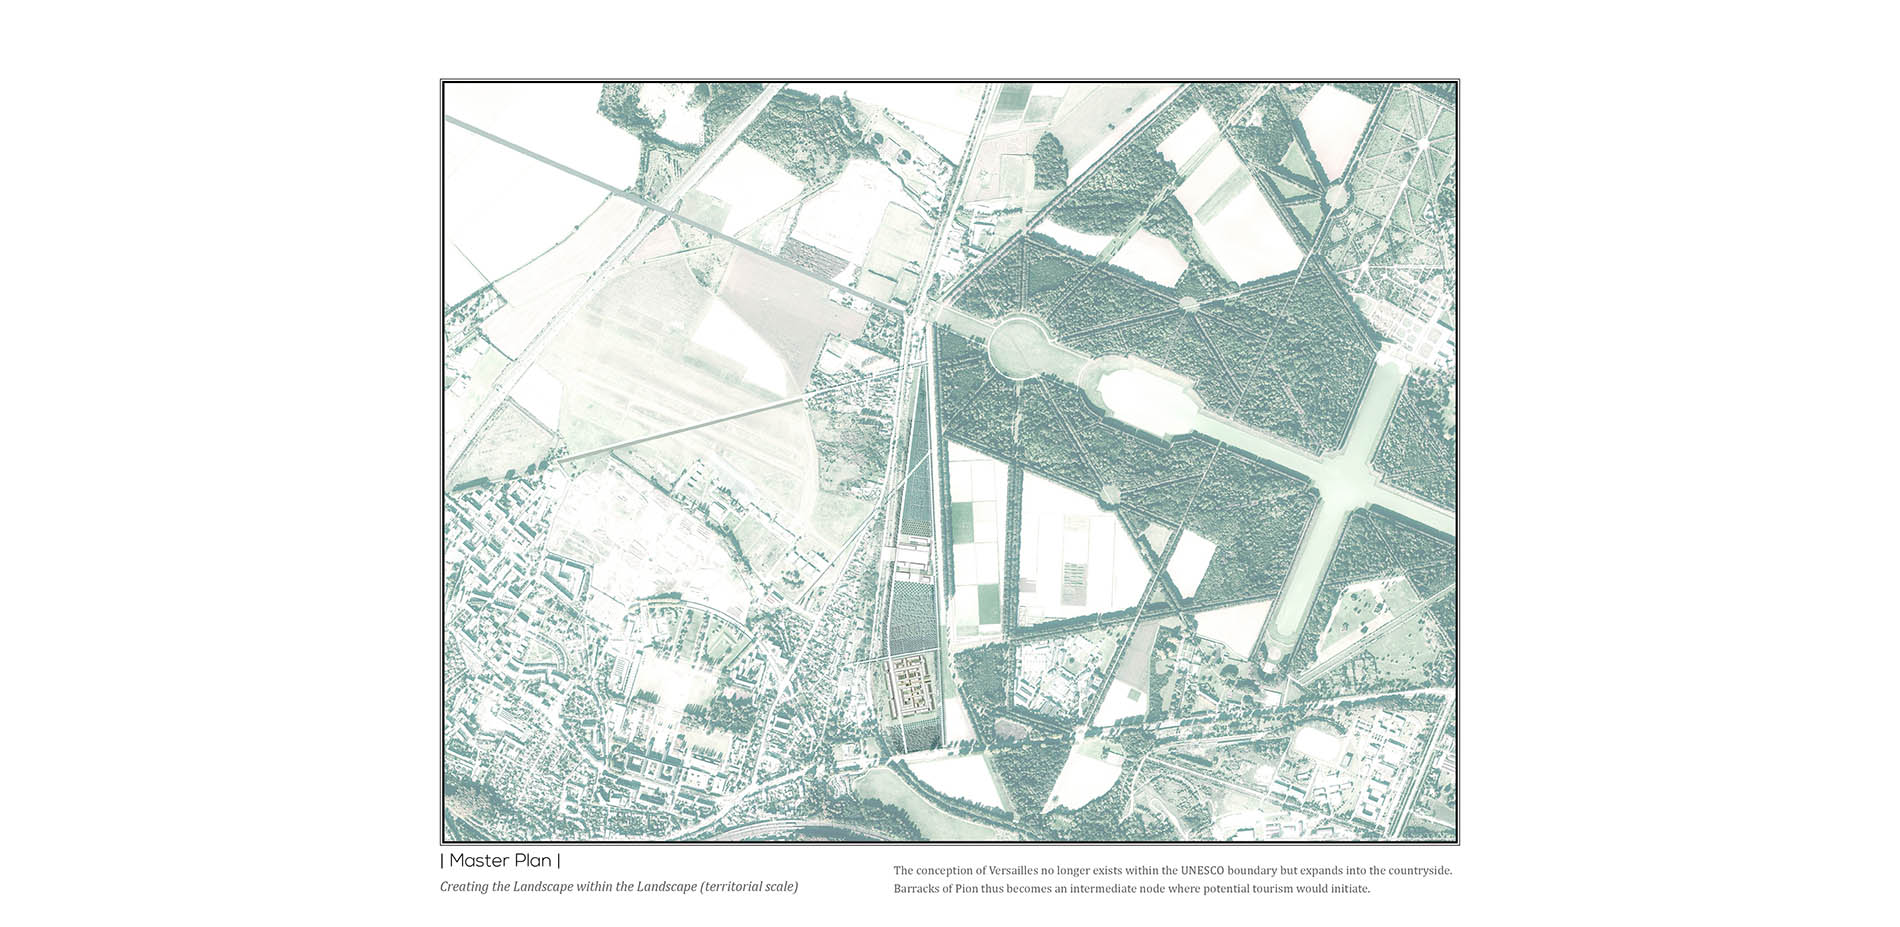 | Master Plan |
Creating the Landscape within the Landscape (territorial scale)
The conception of Versailles no longer exists within the UNESCO boundary but expands into the countryside.
Barracks of Pion thus becomes an intermediate node where potential tourism would initiate.